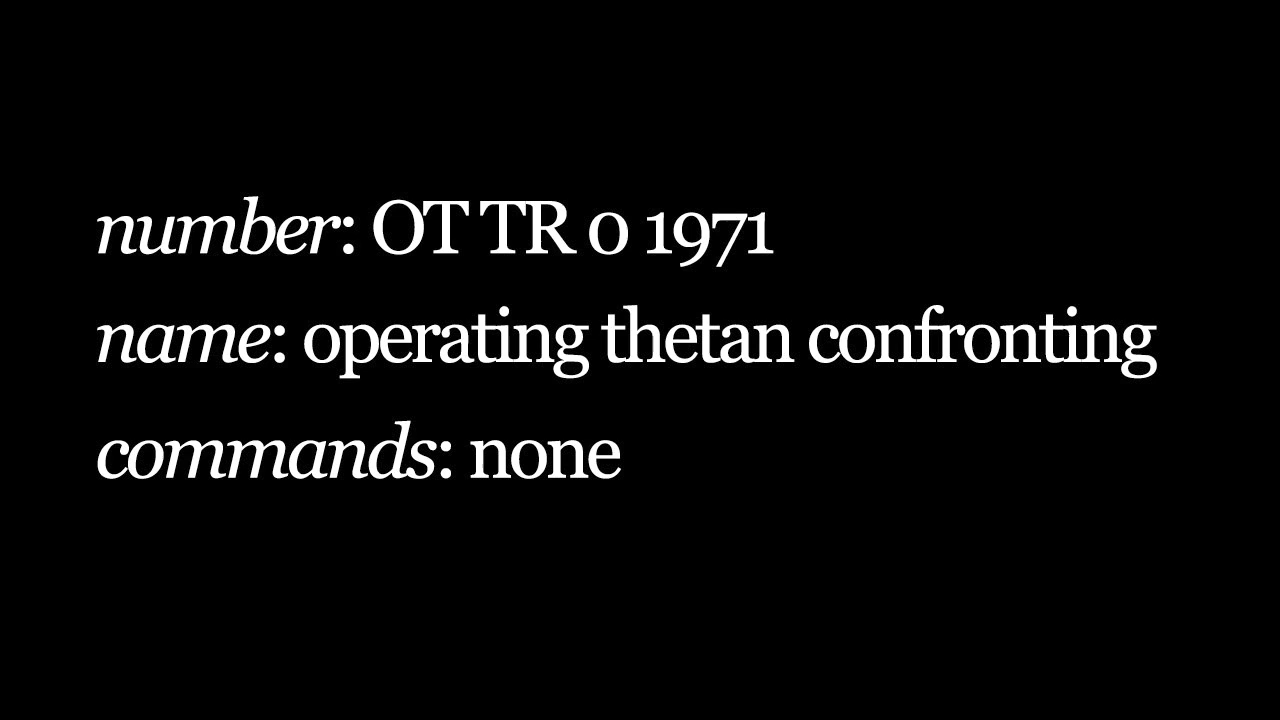 number: OT TR 0 1971
name: operating thetan confronting
commands: none